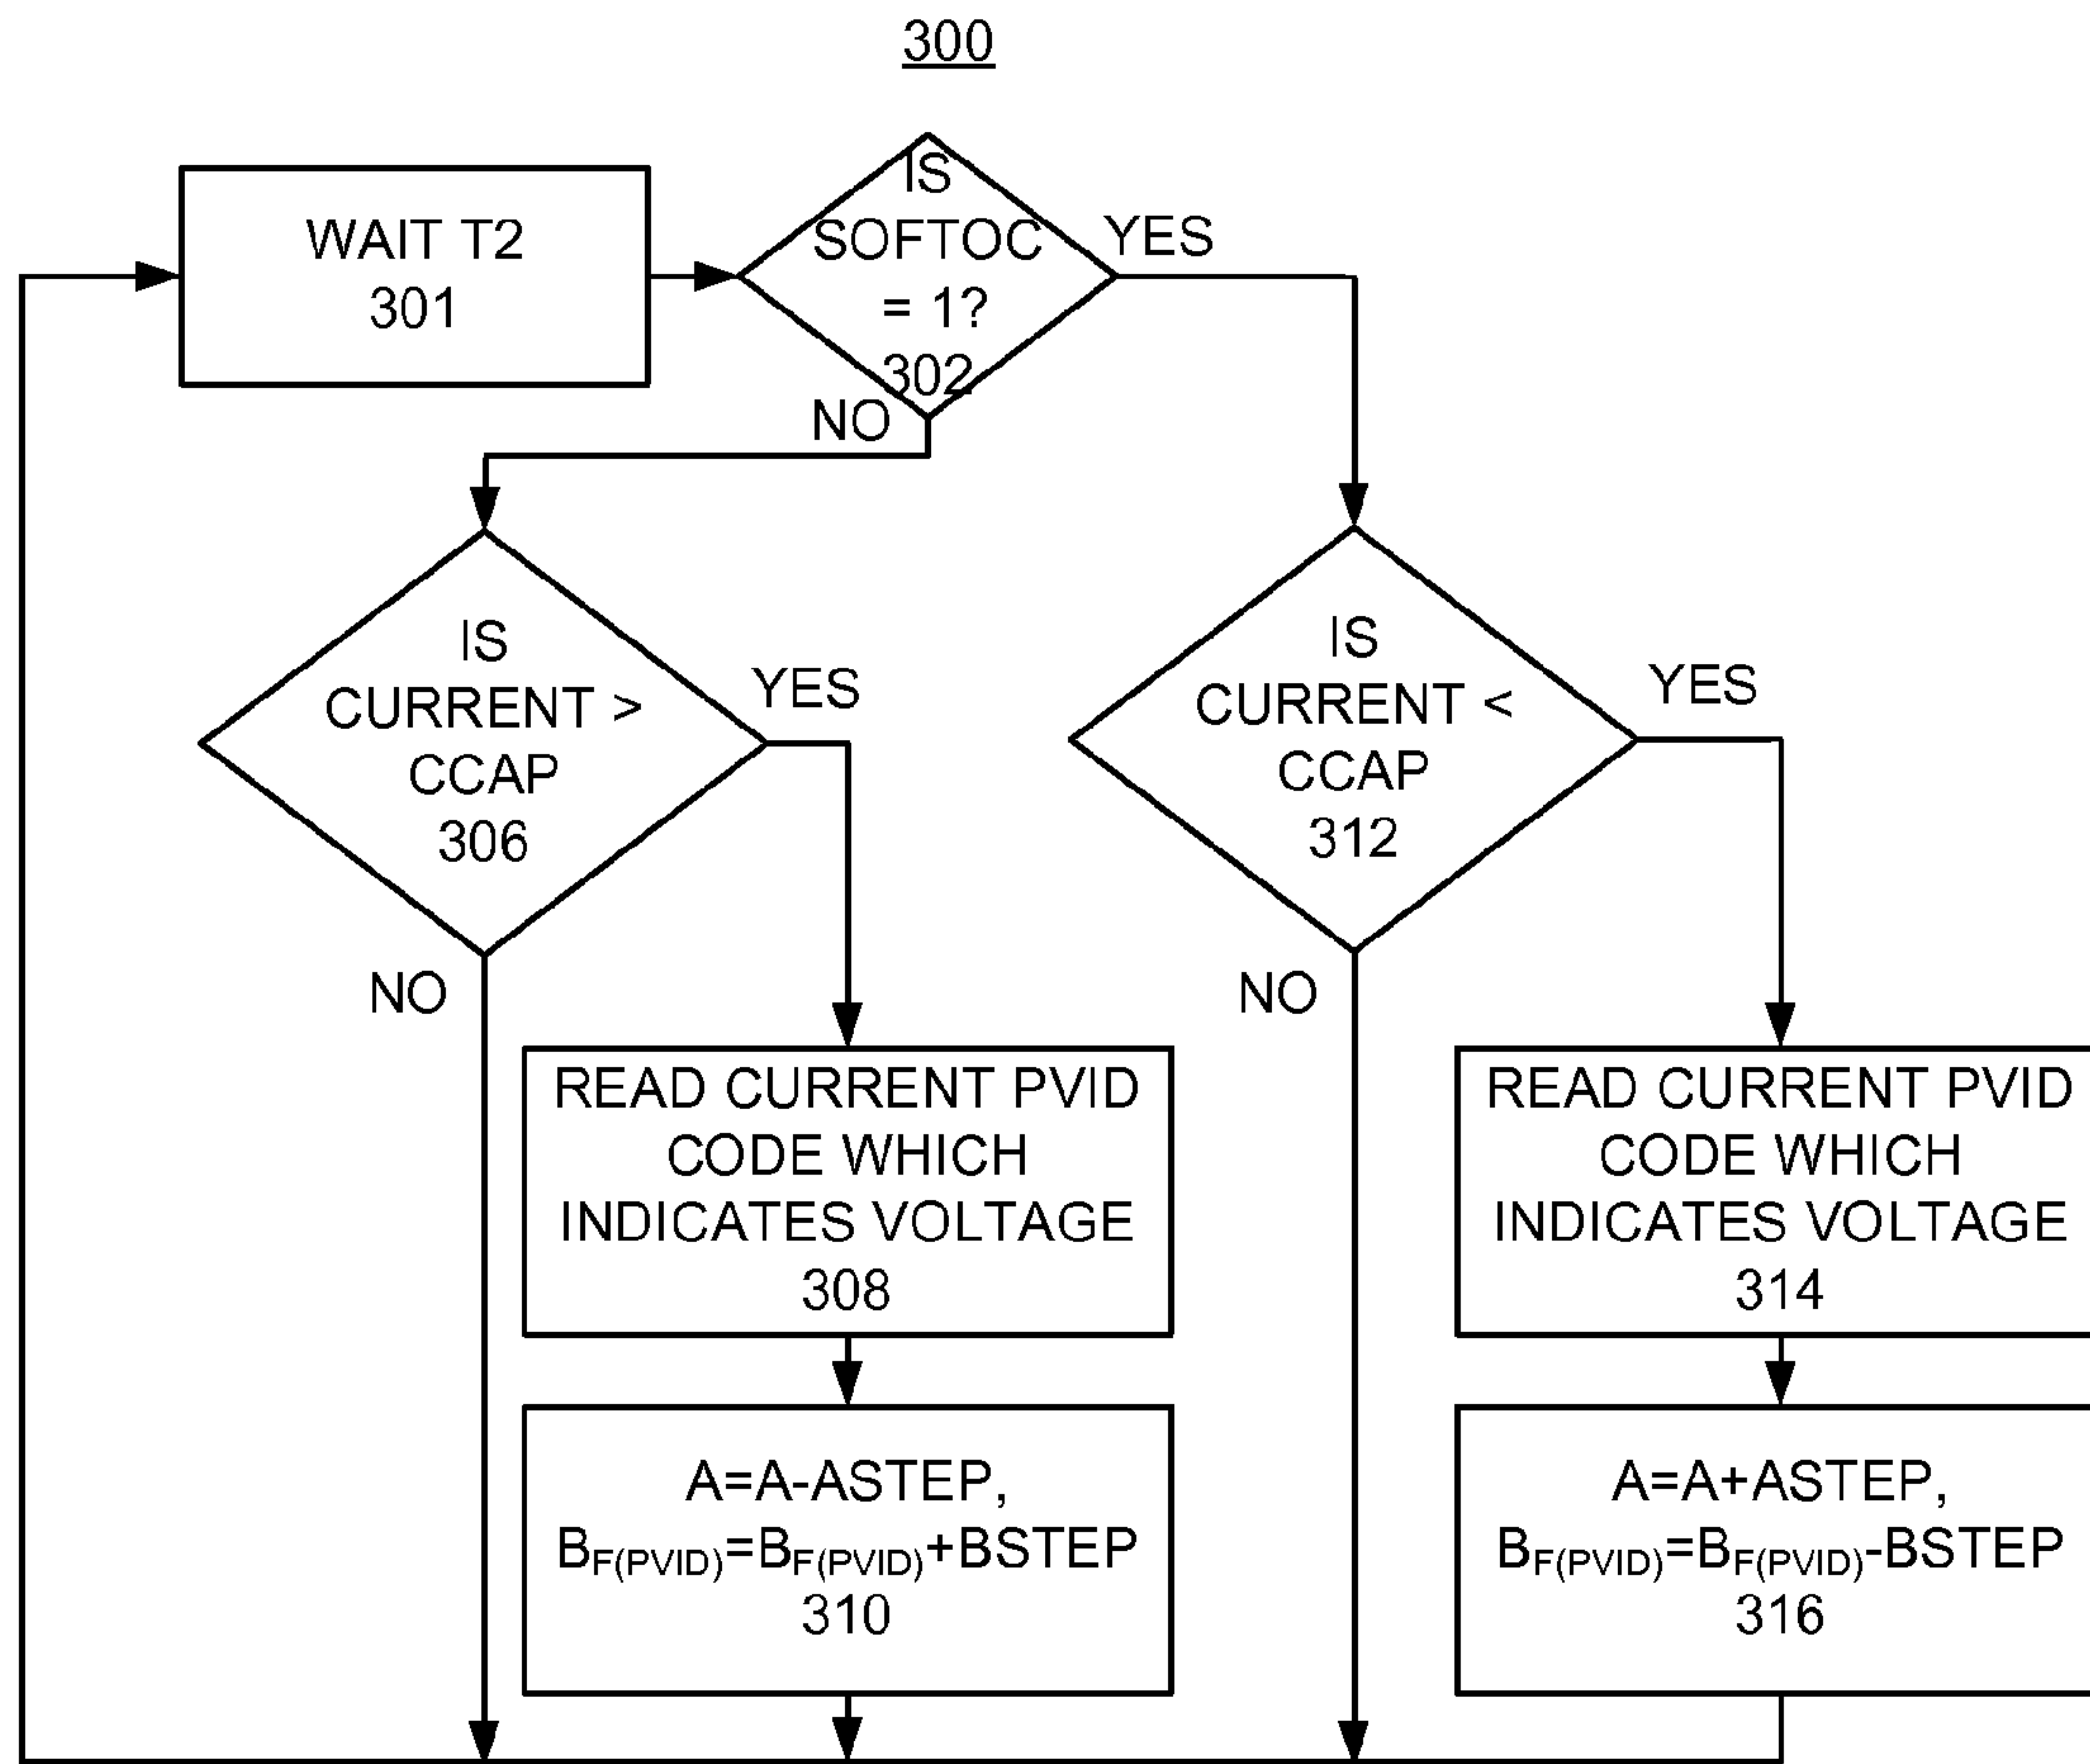 300
WAIT T2
301
IS
SOFTOC
= 1?
302
YES
NO
IS
CURRENT >
CCAP
306
YES
NO
IS
CURRENT <
CCAP
312
YES
NO
READ CURRENT PVID
CODE WHICH
INDICATES VOLTAGE
308
READ CURRENT PVID
CODE WHICH
INDICATES VOLTAGE
314
A=A-ASTEP,
BF(PVID)=BF(PVID)+BSTEP
310
A=A+ASTEP,
BF(PVID)=BF(PVID)-BSTEP
316